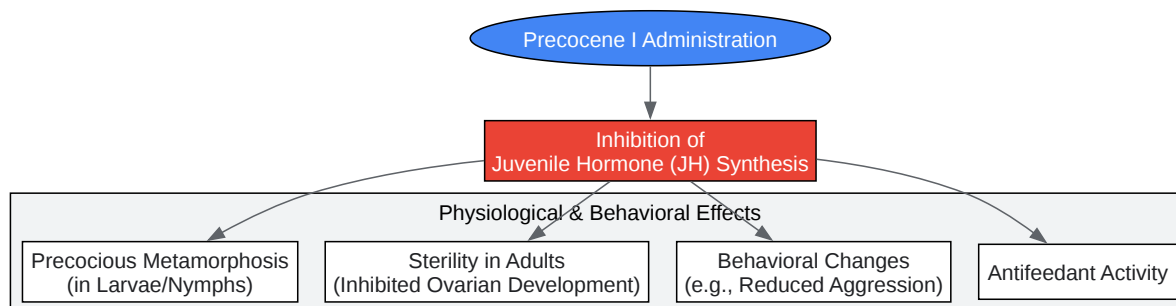 Precocene I Administration
Inhibition of
Juvenile Hormone (JH) Synthesis
Physiological & Behavioral Effects
Precocious Metamorphosis
(in Larvae/Nymphs)
Sterility in Adults
(Inhibited Ovarian Development)
Behavioral Changes
(e.g., Reduced Aggression)
Antifeedant Activity